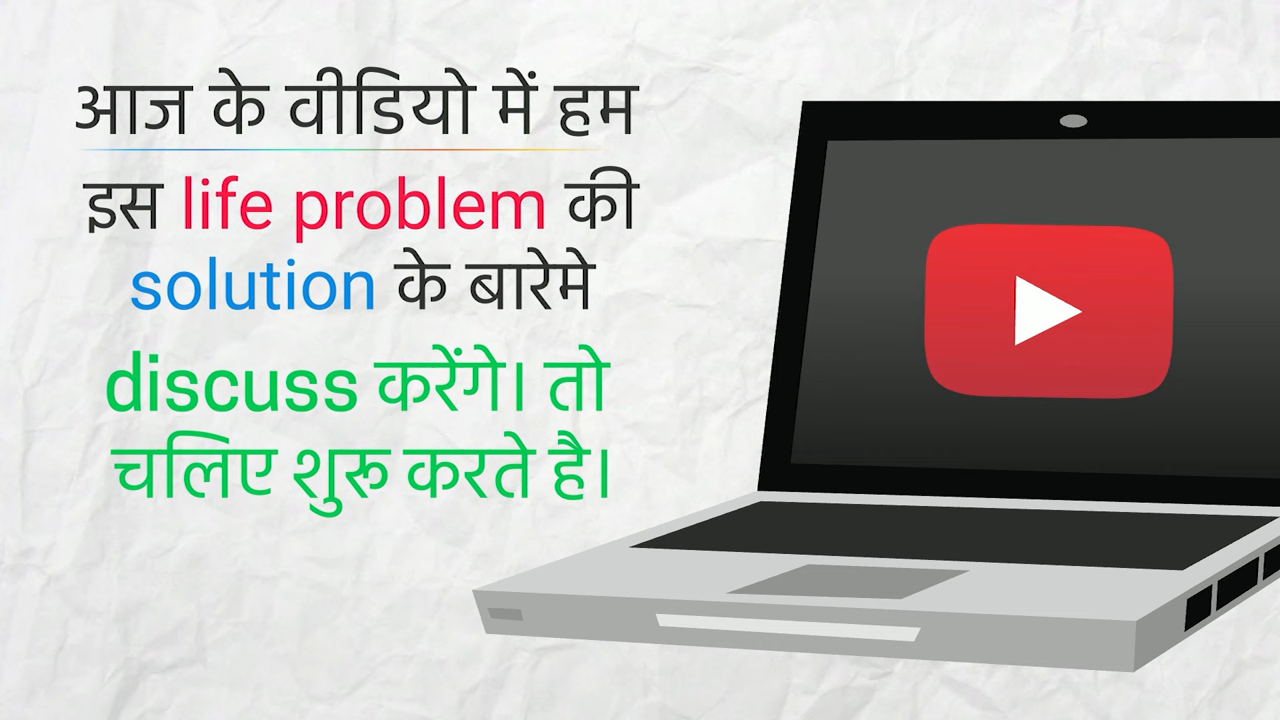 आज के वीडियो में हम
इस life problem की
solution के बारेमे
discuss करेंगे। तो
चलिए शुरू करते है।